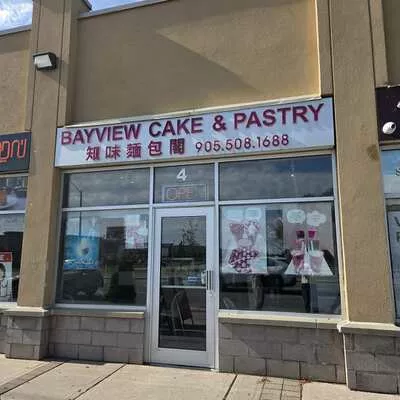 BAYVIEW CAKE & PASTRY
知味麵包閣 905.508.1688
4
OPEN